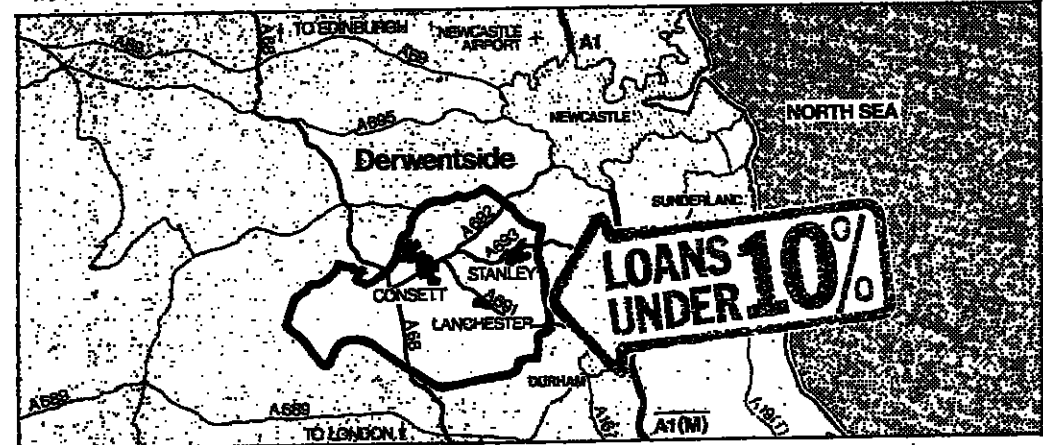 TO EDINBURGH
NEWCASTLE
AIRPORT
A1
A695
NEWCASTLE
NORTH SEA
Derwentside
SUNDERLAND
A692
A693
STANLEY
CONSETT
A691
LANCHESTER
A68
LOANS
UNDER 10%
DURHAM
A689
A689
TO LONDON
A167
A1(M)
A19(T)